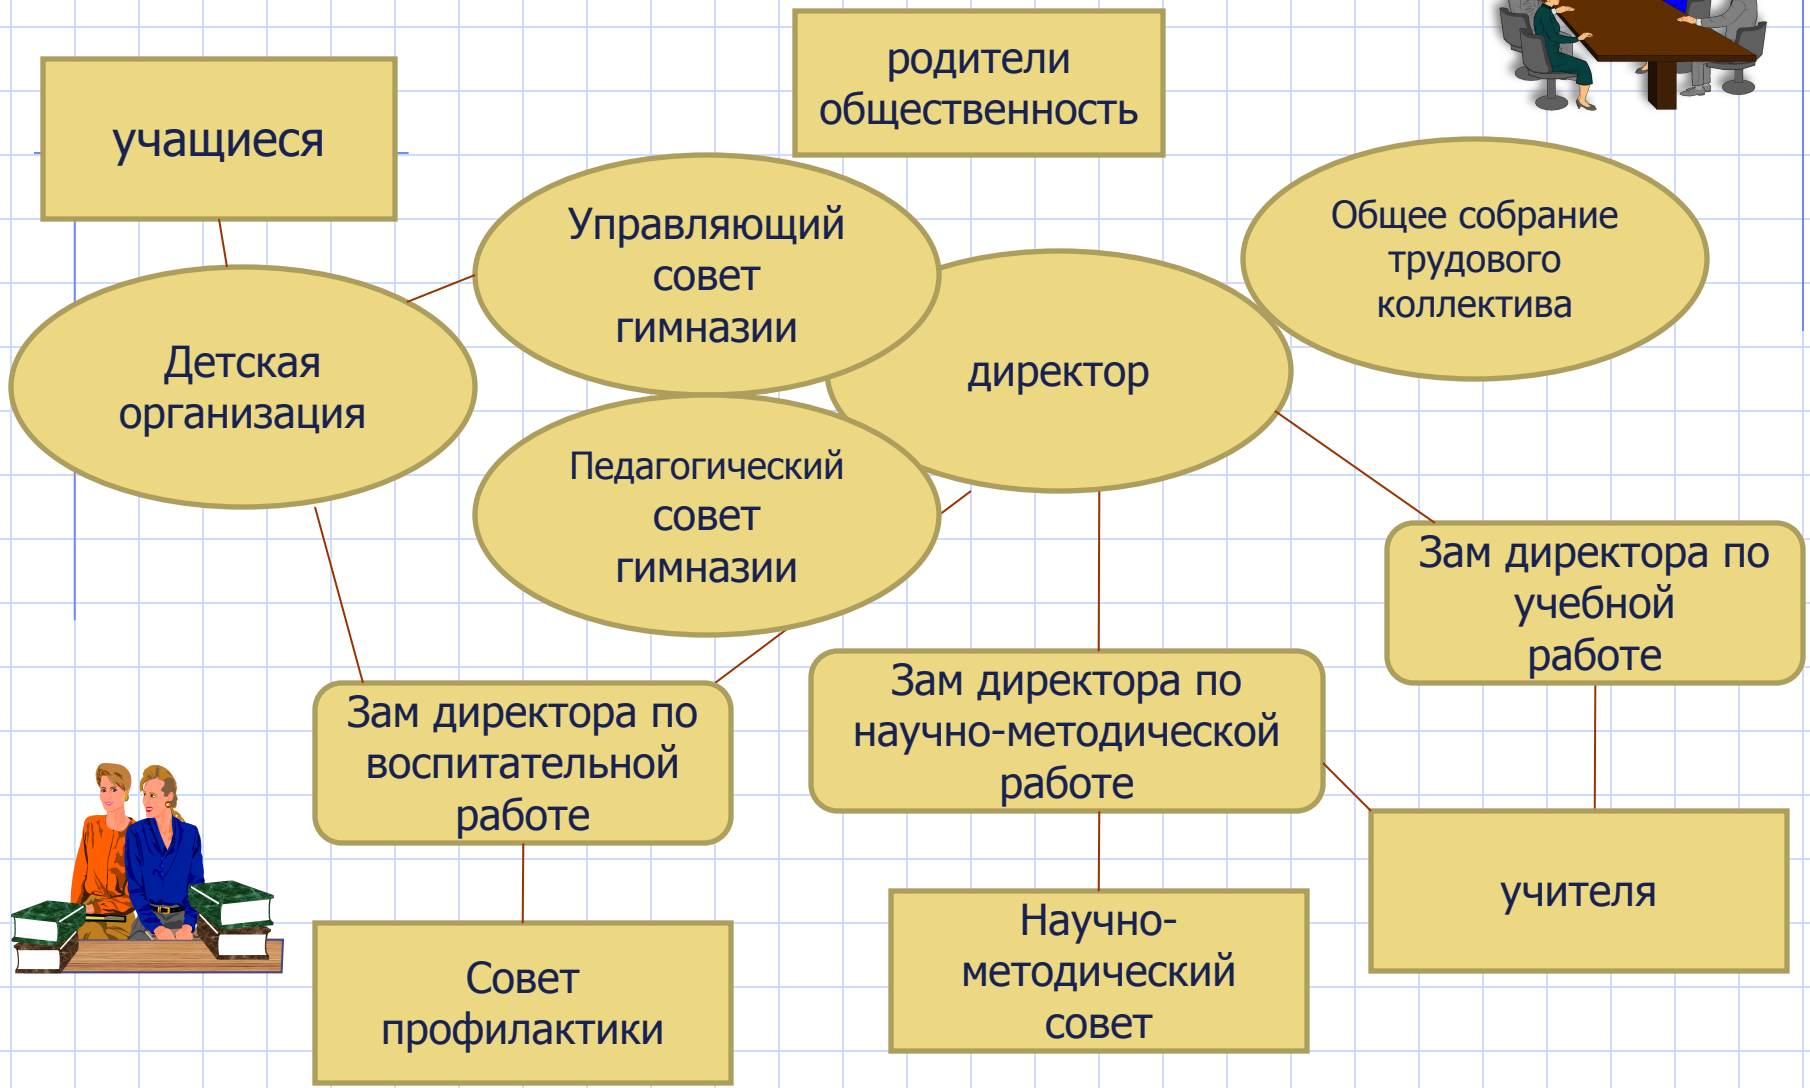 родители
общественность
учащиеся
Управляющий
совет
гимназии
Общее собрание
трудового
коллектива
Детская
организация
директор
Педагогический
совет
гимназии
Зам директора по
учебной
работе
Зам директора по
воспитательной
работе
Зам директора по
научно-методической
работе
учителя
Совет
профилактики
Научно-
методический
совет